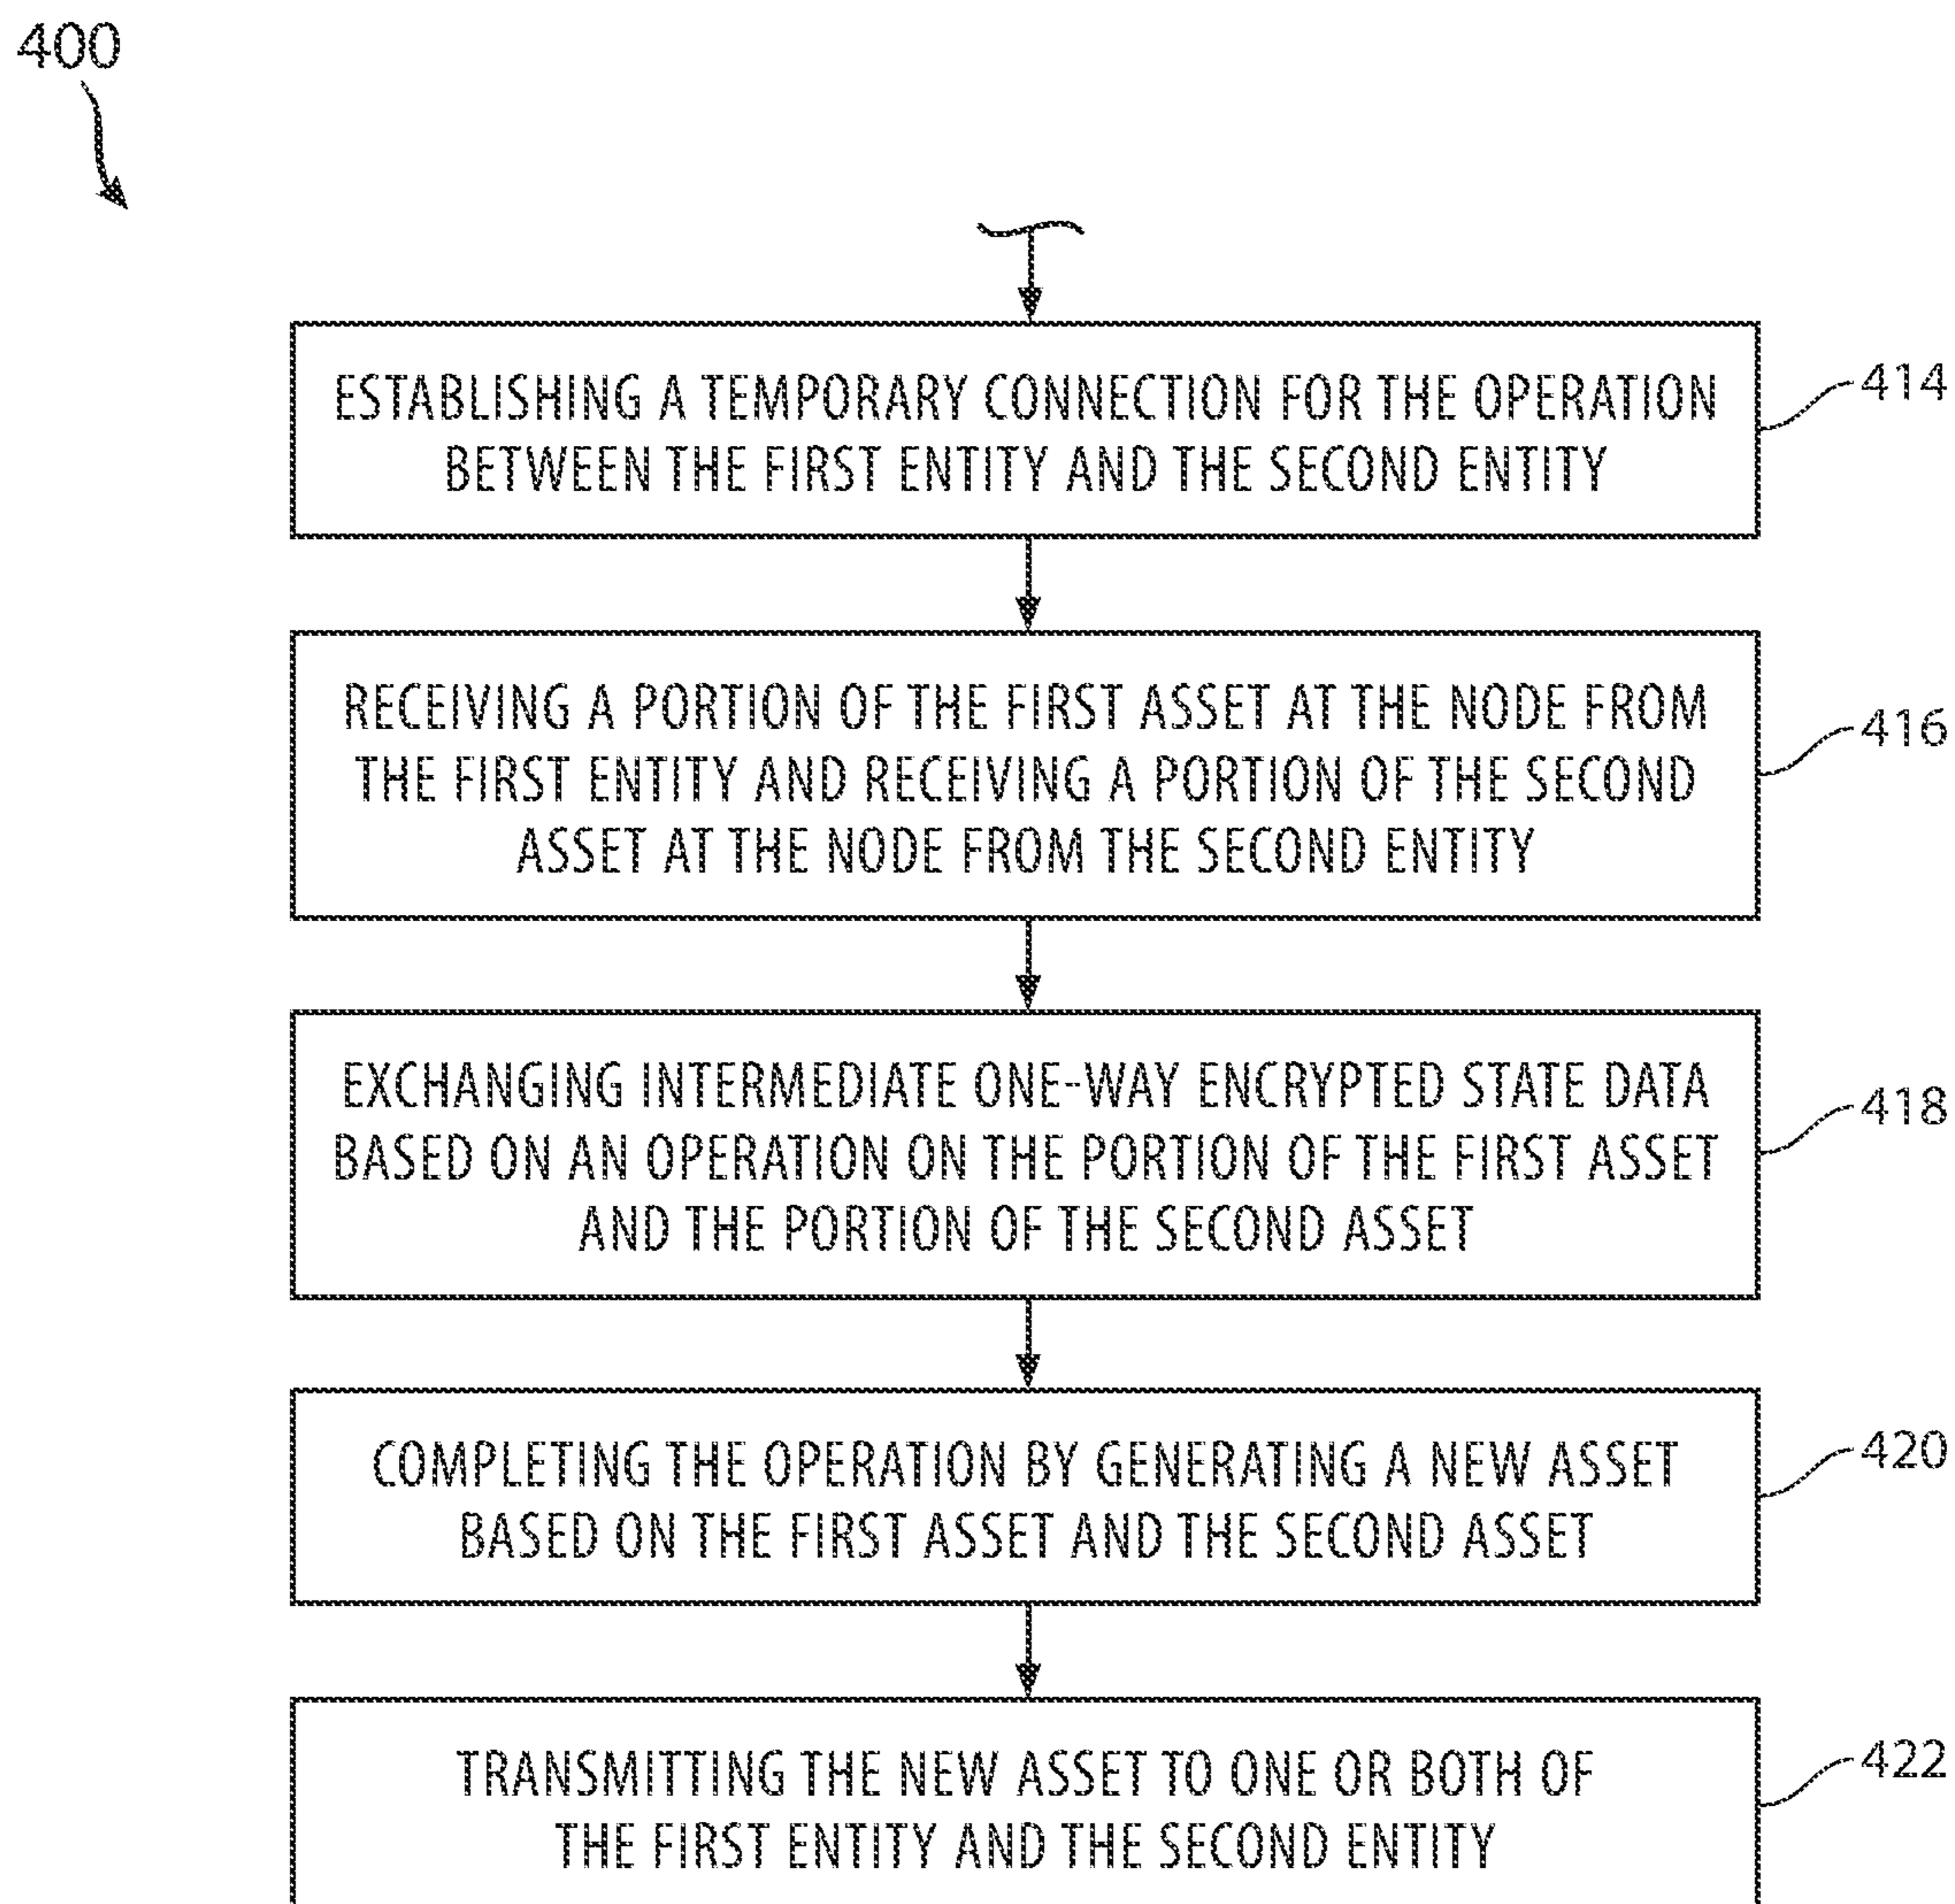 400
ESTABLISHING A TEMPORARY CONNECTION FOR THE OPERATION
BETWEEN THE FIRST ENTITY AND THE SECOND ENTITY
414
RECEIVING A PORTION OF THE FIRST ASSET AT THE NODE FROM
THE FIRST ENTITY AND RECEIVING A PORTION OF THE SECOND
ASSET AT THE NODE FROM THE SECOND ENTITY
416
EXCHANGING INTERMEDIATE ONE-WAY ENCRYPTED STATE DATA
BASED ON AN OPERATION ON THE PORTION OF THE FIRST ASSET
AND THE PORTION OF THE SECOND ASSET
418
COMPLETING THE OPERATION BY GENERATING A NEW ASSET
BASED ON THE FIRST ASSET AND THE SECOND ASSET
420
TRANSMITTING THE NEW ASSET TO ONE OR BOTH OF
THE FIRST ENTITY AND THE SECOND ENTITY
422